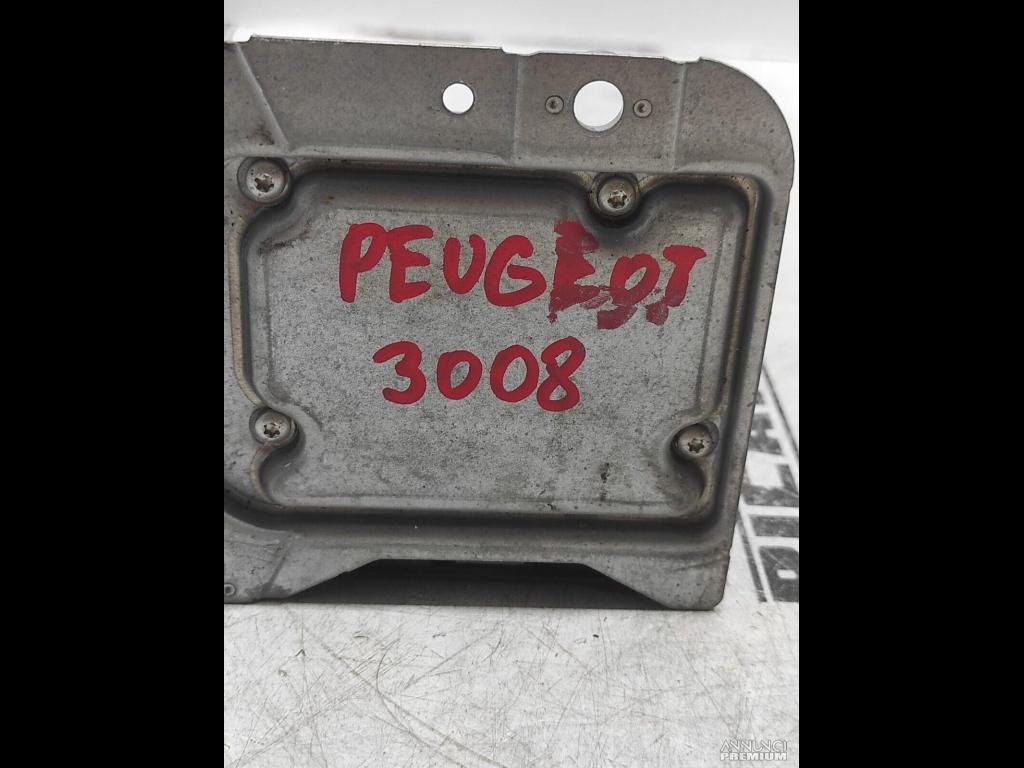 PEUGEOT
3008
ANNUNCI
PREMIUM